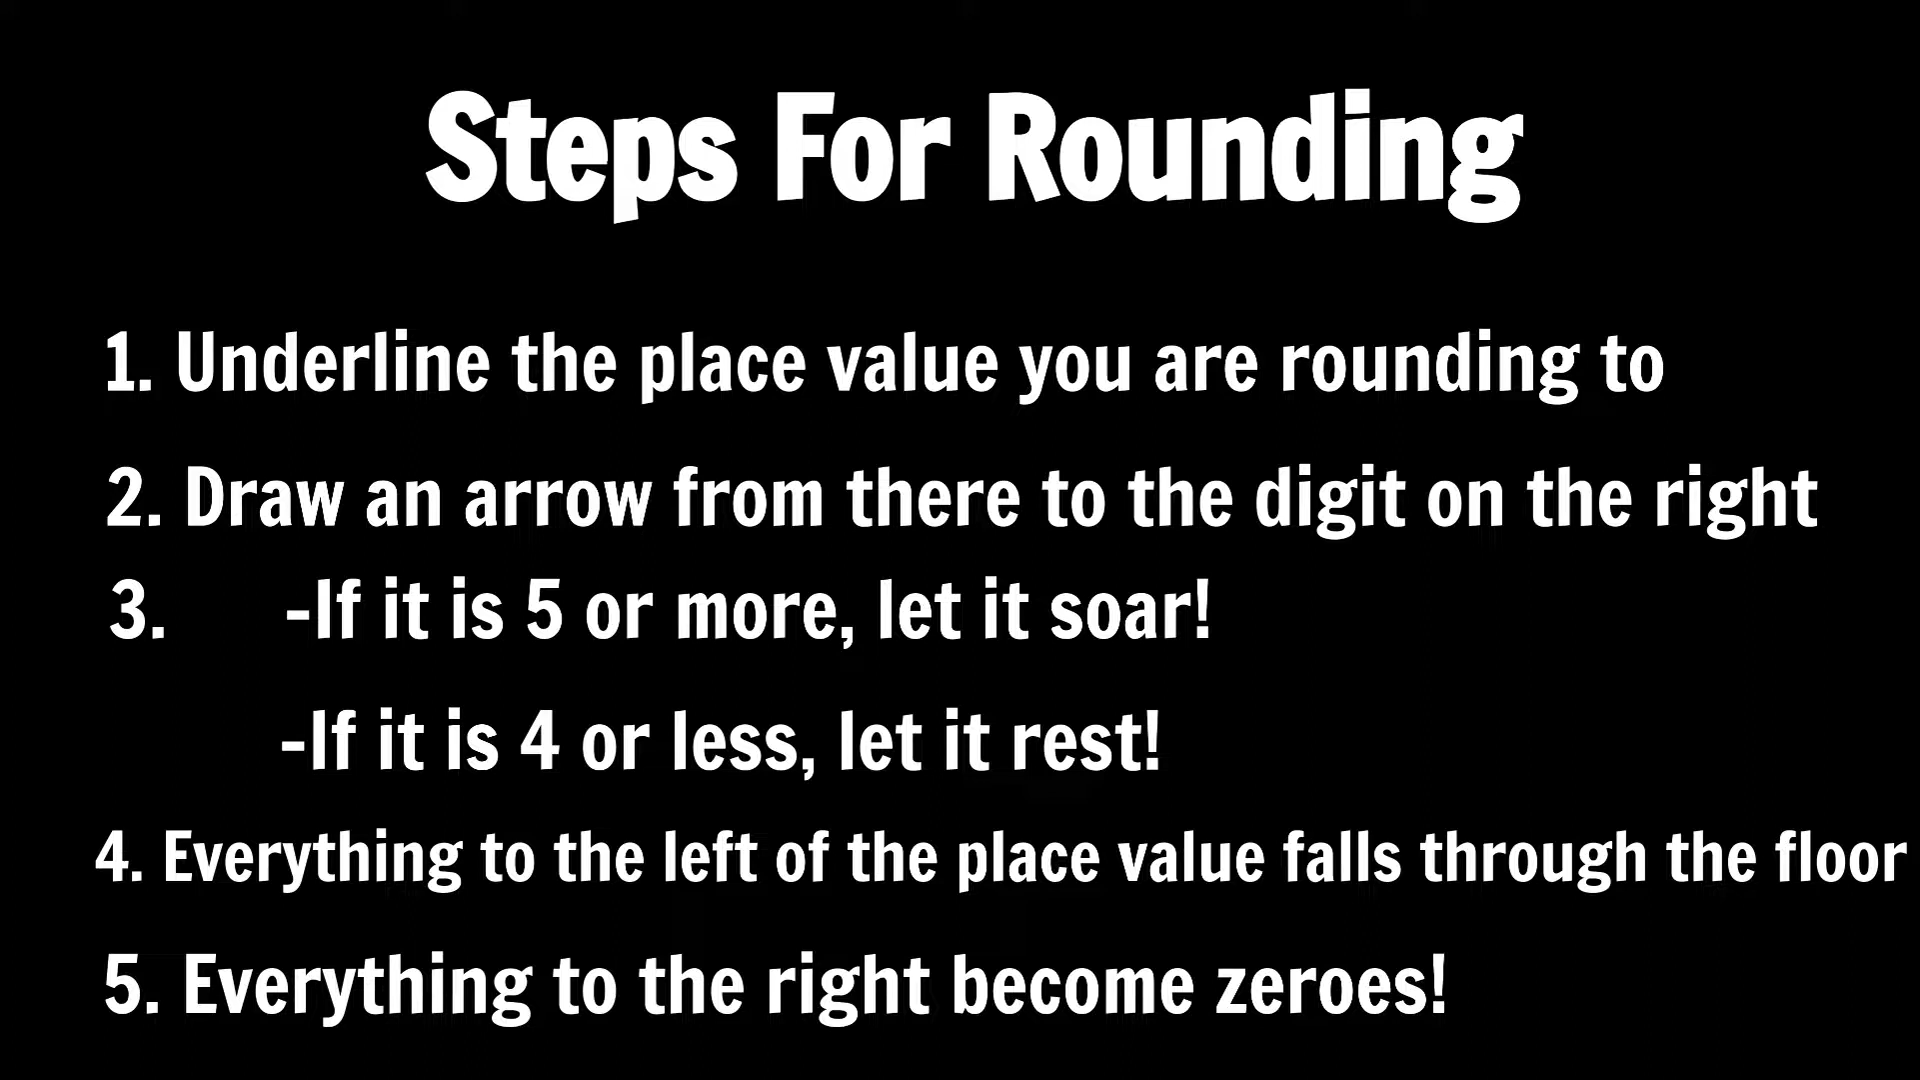 Steps For Rounding
1. Underline the place value you are rounding to
2. Draw an arrow from there to the digit on the right
3. -If it is 5 or more, let it soar!
-If it is 4 or less, let it rest!
4. Everything to the left of the place value falls through the floor
5. Everything to the right become zeroes!